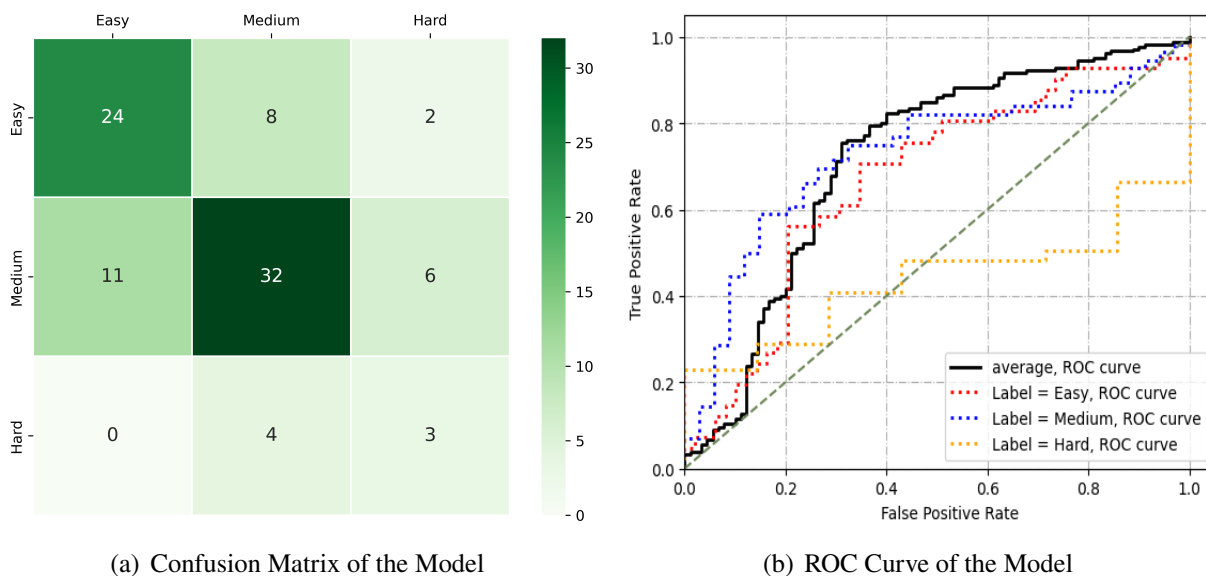 Easy Medium Hard
Easy 24 8 2
Medium 11 32 6
Hard 0 4 3
30
25
20
15
10
5
0
(a) Confusion Matrix of the Model
True Positive Rate
1.0
0.8
0.6
0.4
0.2
0.0
0.0 0.2 0.4 0.6 0.8 1.0
False Positive Rate
average, ROC curve
Label = Easy, ROC curve
Label = Medium, ROC curve
Label = Hard, ROC curve
(b) ROC Curve of the Model